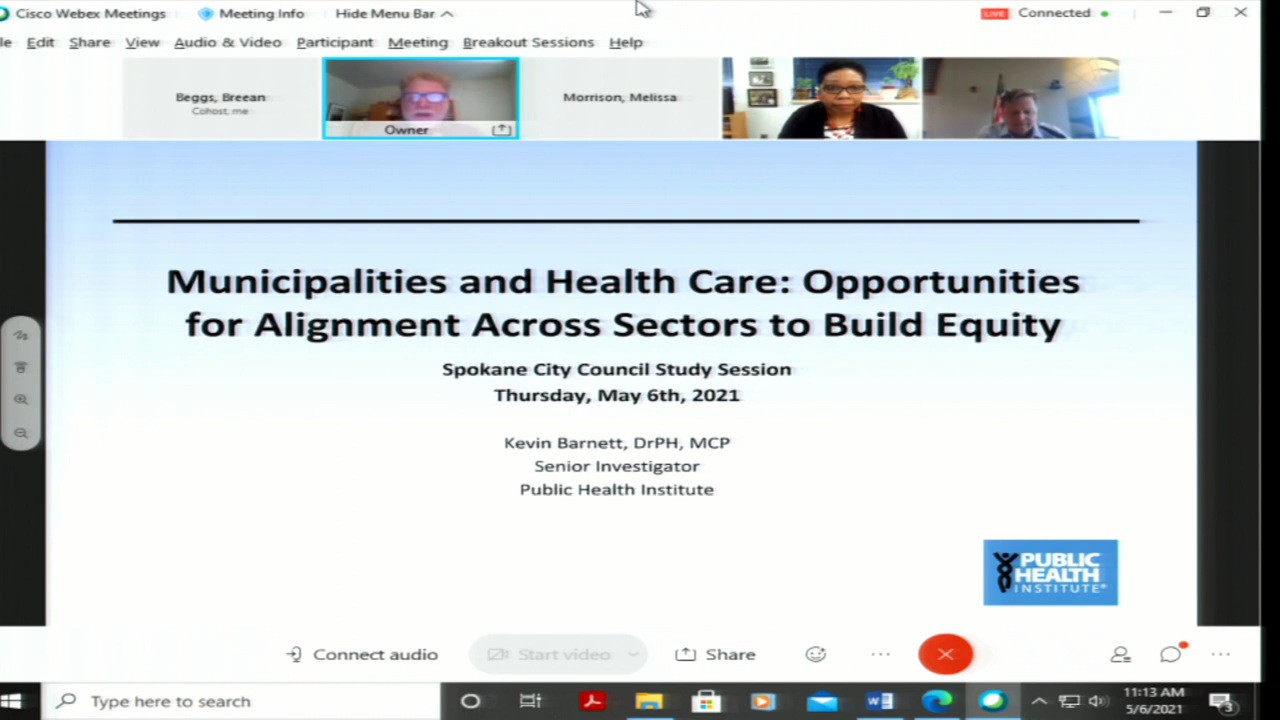 Cisco Webex Meetings
Meeting Info
Hide Menu Bar
LIVE
Connected
le Edit Share View Audio & Video Participant Meeting Breakout Sessions Help
Beggs, Breean
Cohost, me
Owner
Morrison, Melissa
Municipalities and Health Care: Opportunities
for Alignment Across Sectors to Build Equity
Spokane City Council Study Session
Thursday, May 6th, 2021
Kevin Barnett, DrPH, MCP
Senior Investigator
Public Health Institute
PUBLIC
HEALTH
INSTITUTE®
Connect audio
Start video
Share
Type here to search
11:13 AM
5/6/2021
3